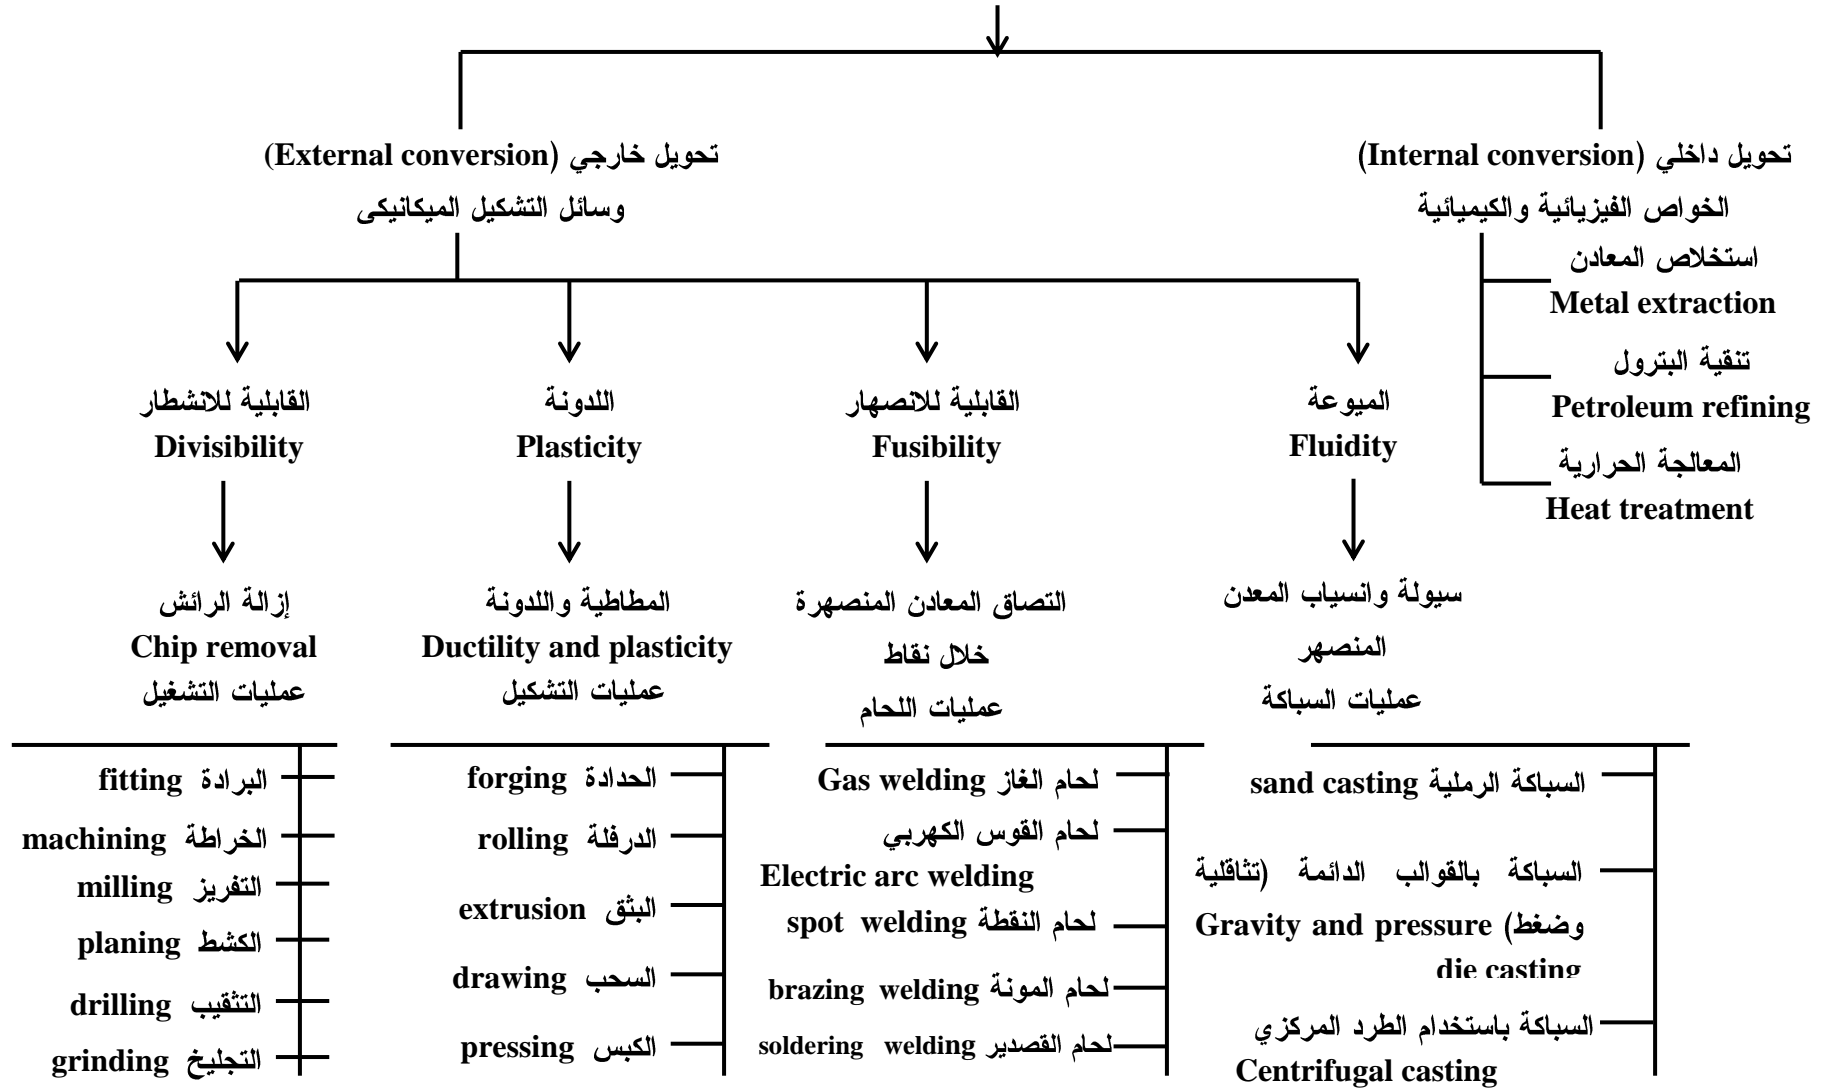 تحويل داخلي (Internal conversion)
الخواص الفيزيائية والكيميائية
استخلاص المعادن
Metal extraction
تنقية البترول
Petroleum refining
المعالجة الحرارية
Heat treatment
تحويل خارجي (External conversion)
وسائل التشكيل الميكانيكى
الميوعة
Fluidity
سيولة وانسياب المعدن
المنصهر
عمليات السباكة
السباكة الرملية sand casting
السباكة بالقوالب الدائمة (تثاقلية
وضغط) Gravity and pressure
die casting
السباكة باستخدام الطرد المركزي
Centrifugal casting
القابلية للانصهار
Fusibility
التصاق المعادن المنصهرة
خلال نقاط
عمليات اللحام
لحام الغاز Gas welding
لحام القوس الكهربي
Electric arc welding
لحام النقطة spot welding
لحام المونة brazing welding
لحام القصدير soldering welding
اللدونة
Plasticity
المطاطية واللدونة
Ductility and plasticity
عمليات التشكيل
الحدادة forging
الدرفلة rolling
البثق extrusion
السحب drawing
الكبس pressing
القابلية للانشطار
Divisibility
إزالة الرائش
Chip removal
عمليات التشغيل
البرادة fitting
الخراطة machining
التفريز milling
الكشط planing
التثقيب drilling
التجليخ grinding